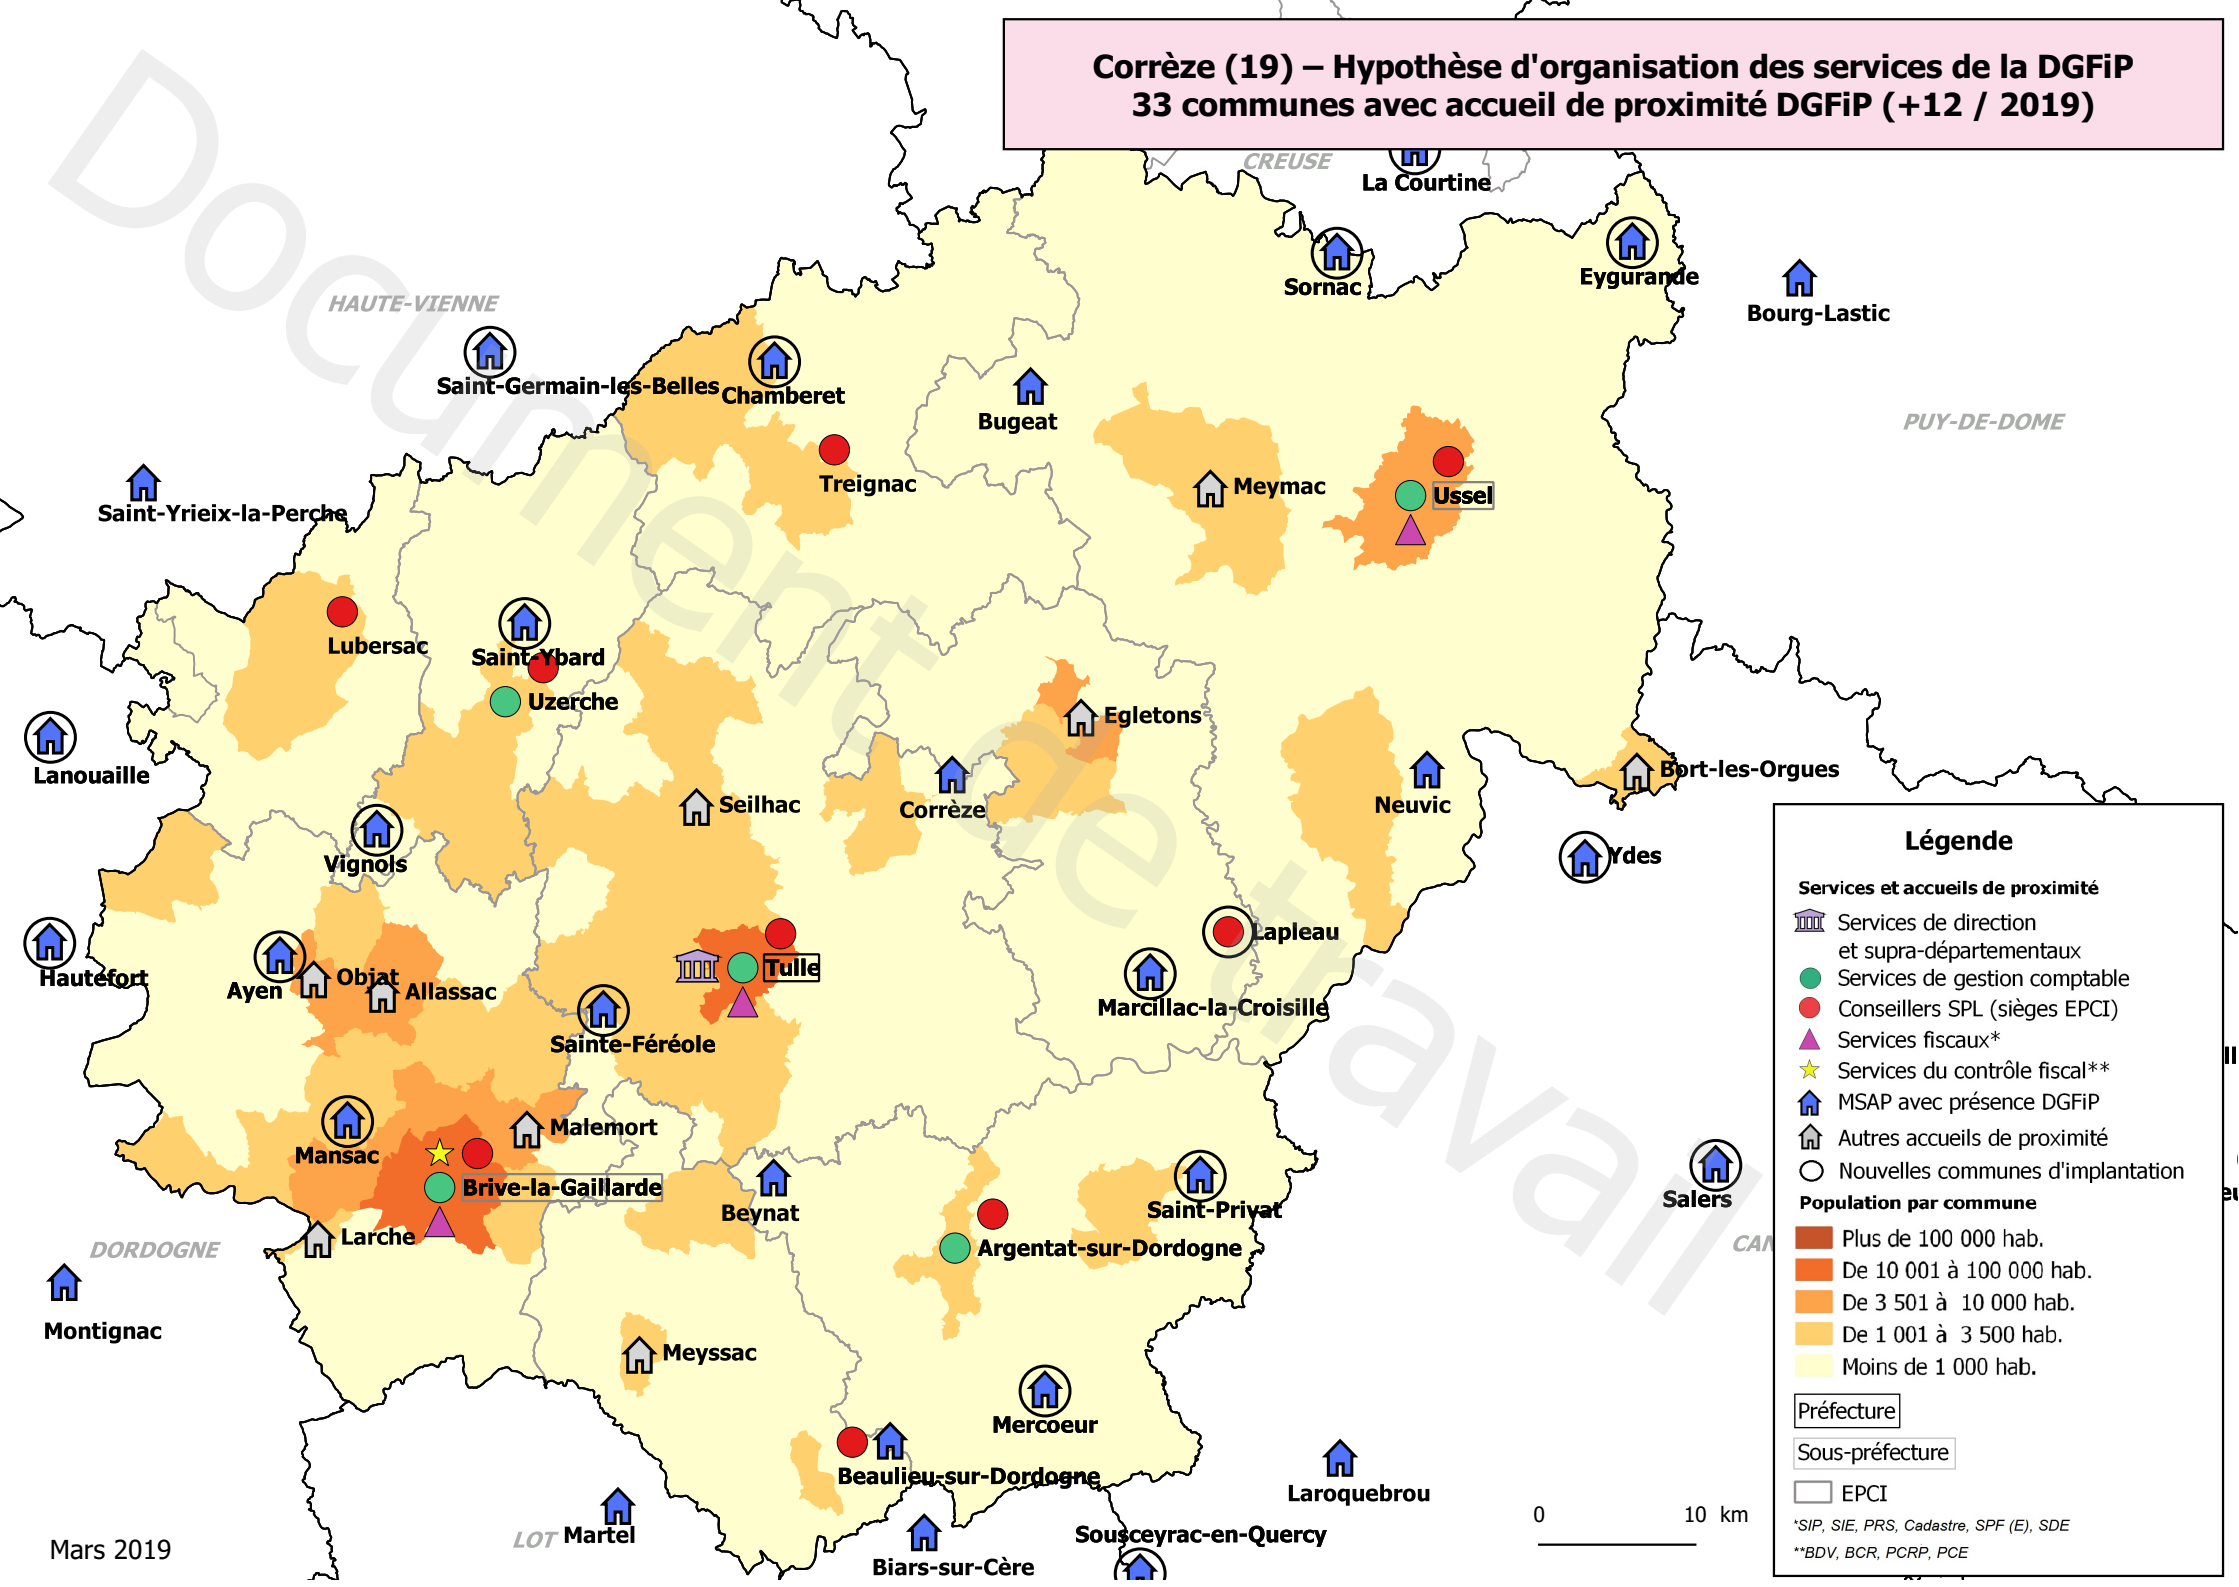 Corrèze (19) – Hypothèse d'organisation des services de la DGFiP
33 communes avec accueil de proximité DGFiP (+12 / 2019)
Document de travail
CREUSE
La Courtine
Sornac
Eygurande
Bourg-Lastic
HAUTE-VIENNE
Saint-Germain-les-Belles
Chamberet
Bugeat
PUY-DE-DOME
Treignac
Meymac
Ussel
Saint-Yrieix-la-Perche
Lubersac
Saint-Ybard
Uzerche
Egletons
Lanouaille
Seilhac
Corrèze
Neuvic
Bort-les-Orgues
Vignols
Ydes
Hautefort
Ayen
Objat
Allassac
Tulle
Lapleau
Marcillac-la-Croisille
Sainte-Féréole
Malemort
Mansac
Brive-la-Gaillarde
Beynat
Saint-Privat
Salers
Larche
Argentat-sur-Dordogne
DORDOGNE
CAN
Montignac
Meyssac
Mercoeur
Beaulieu-sur-Dordogne
Laroquebrou
LOT
Martel
Biars-sur-Cère
Sousceyrac-en-Quercy
Mars 2019
0 10 km
Légende
Services et accueils de proximité
Services de direction
et supra-départementaux
Services de gestion comptable
Conseillers SPL (sièges EPCI)
Services fiscaux*
Services du contrôle fiscal**
MSAP avec présence DGFiP
Autres accueils de proximité
Nouvelles communes d'implantation
Population par commune
Plus de 100 000 hab.
De 10 001 à 100 000 hab.
De 3 501 à 10 000 hab.
De 1 001 à 3 500 hab.
Moins de 1 000 hab.
Préfecture
Sous-préfecture
EPCI
*SIP, SIE, PRS, Cadastre, SPF (E), SDE
**BDV, BCR, PCRP, PCE